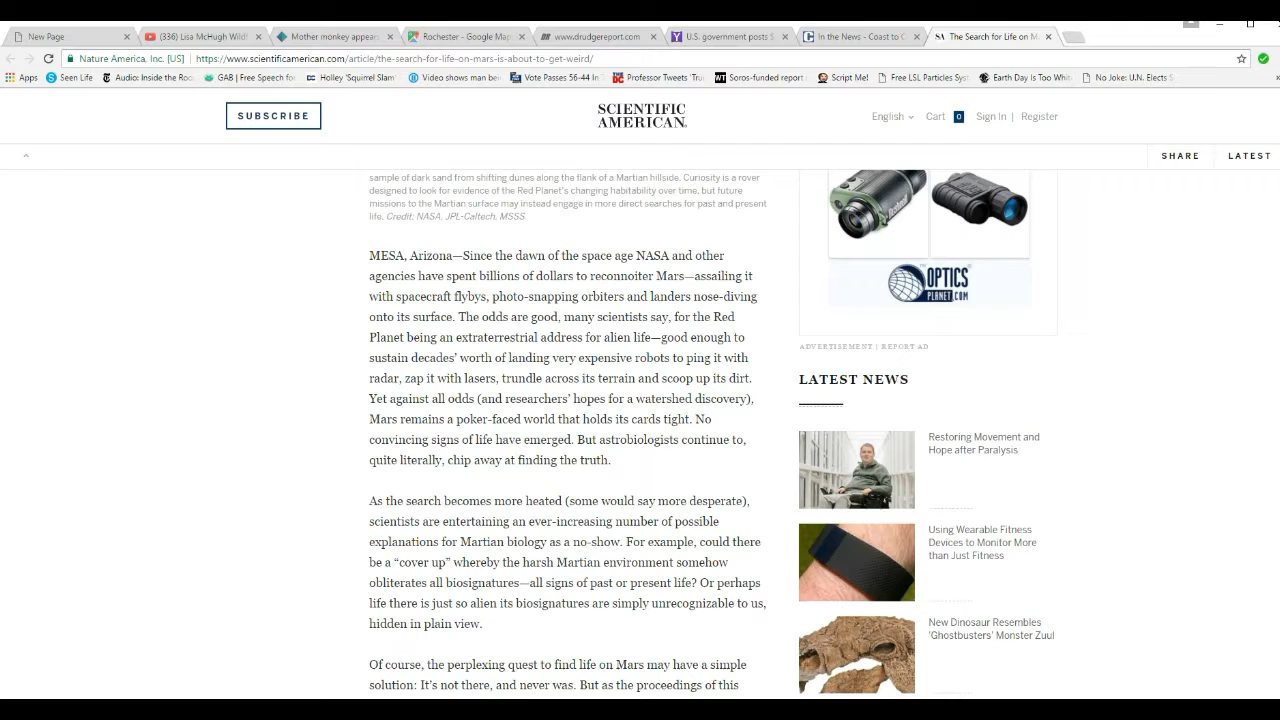 New Page
(336) Lisa McHugh Wildf
Mother monkey appears
Rochester - Google Map
www.drudgereport.com
U.S. government posts $
In the News - Coast to C
The Search for Life on M
Nature America, Inc. [US]
https://www.scientificamerican.com/article/the-search-for-life-on-mars-is-about-to-get-weird/
Apps
Seen Life
Audio: Inside the Roc
GAB | Free Speech fo
Holley 'Squirrel Slam'
Video shows man bei
Vote Passes 56-44 In
Professor Tweets 'Tru
Soros-funded report
Script Me!
Free LSL Particles Sys
Earth Day Is Too Whit
No Joke: U.N. Elects S
SUBSCRIBE
SCIENTIFIC
AMERICAN
English
Cart 0
Sign In | Register
SHARE
LATEST
sample of dark sand from shifting dunes along the flank of a Martian hillside. Curiosity is a rover
designed to look for evidence of the Red Planet's changing habitability over time, but future
missions to the Martian surface may instead engage in more direct searches for past and present
life. Credit: NASA, JPL-Caltech, MSSS
MESA, Arizona—Since the dawn of the space age NASA and other
agencies have spent billions of dollars to reconnoiter Mars—assailing it
with spacecraft flybys, photo-snapping orbiters and landers nose-diving
onto its surface. The odds are good, many scientists say, for the Red
Planet being an extraterrestrial address for alien life—good enough to
sustain decades' worth of landing very expensive robots to ping it with
radar, zap it with lasers, trundle across its terrain and scoop up its dirt.
Yet against all odds (and researchers' hopes for a watershed discovery),
Mars remains a poker-faced world that holds its cards tight. No
convincing signs of life have emerged. But astrobiologists continue to,
quite literally, chip away at finding the truth.
As the search becomes more heated (some would say more desperate),
scientists are entertaining an ever-increasing number of possible
explanations for Martian biology as a no-show. For example, could there
be a “cover up” whereby the harsh Martian environment somehow
obliterates all biosignatures—all signs of past or present life? Or perhaps
life there is just so alien its biosignatures are simply unrecognizable to us,
hidden in plain view.
Of course, the perplexing quest to find life on Mars may have a simple
solution: It's not there, and never was. But as the proceedings of this
Bushnell
OPTICS
PLANET.COM
ADVERTISEMENT | REPORT AD
LATEST NEWS
Restoring Movement and
Hope after Paralysis
Using Wearable Fitness
Devices to Monitor More
than Just Fitness
New Dinosaur Resembles
'Ghostbusters' Monster Zuul